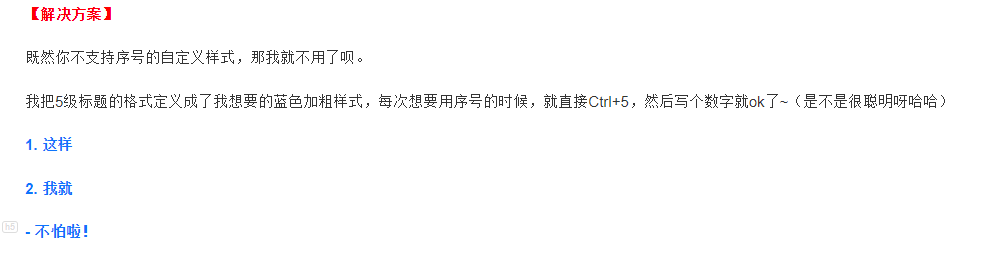 【解决方案】
既然你不支持序号的自定义样式，那我就不用了呗。
我把5级标题的格式定义成了我想要的蓝色加粗样式，每次想要用序号的时候，就直接Ctrl+5，然后写个数字就ok了~（是不是很聪明呀哈哈）
1. 这样
2. 我就
h5
- 不怕啦！